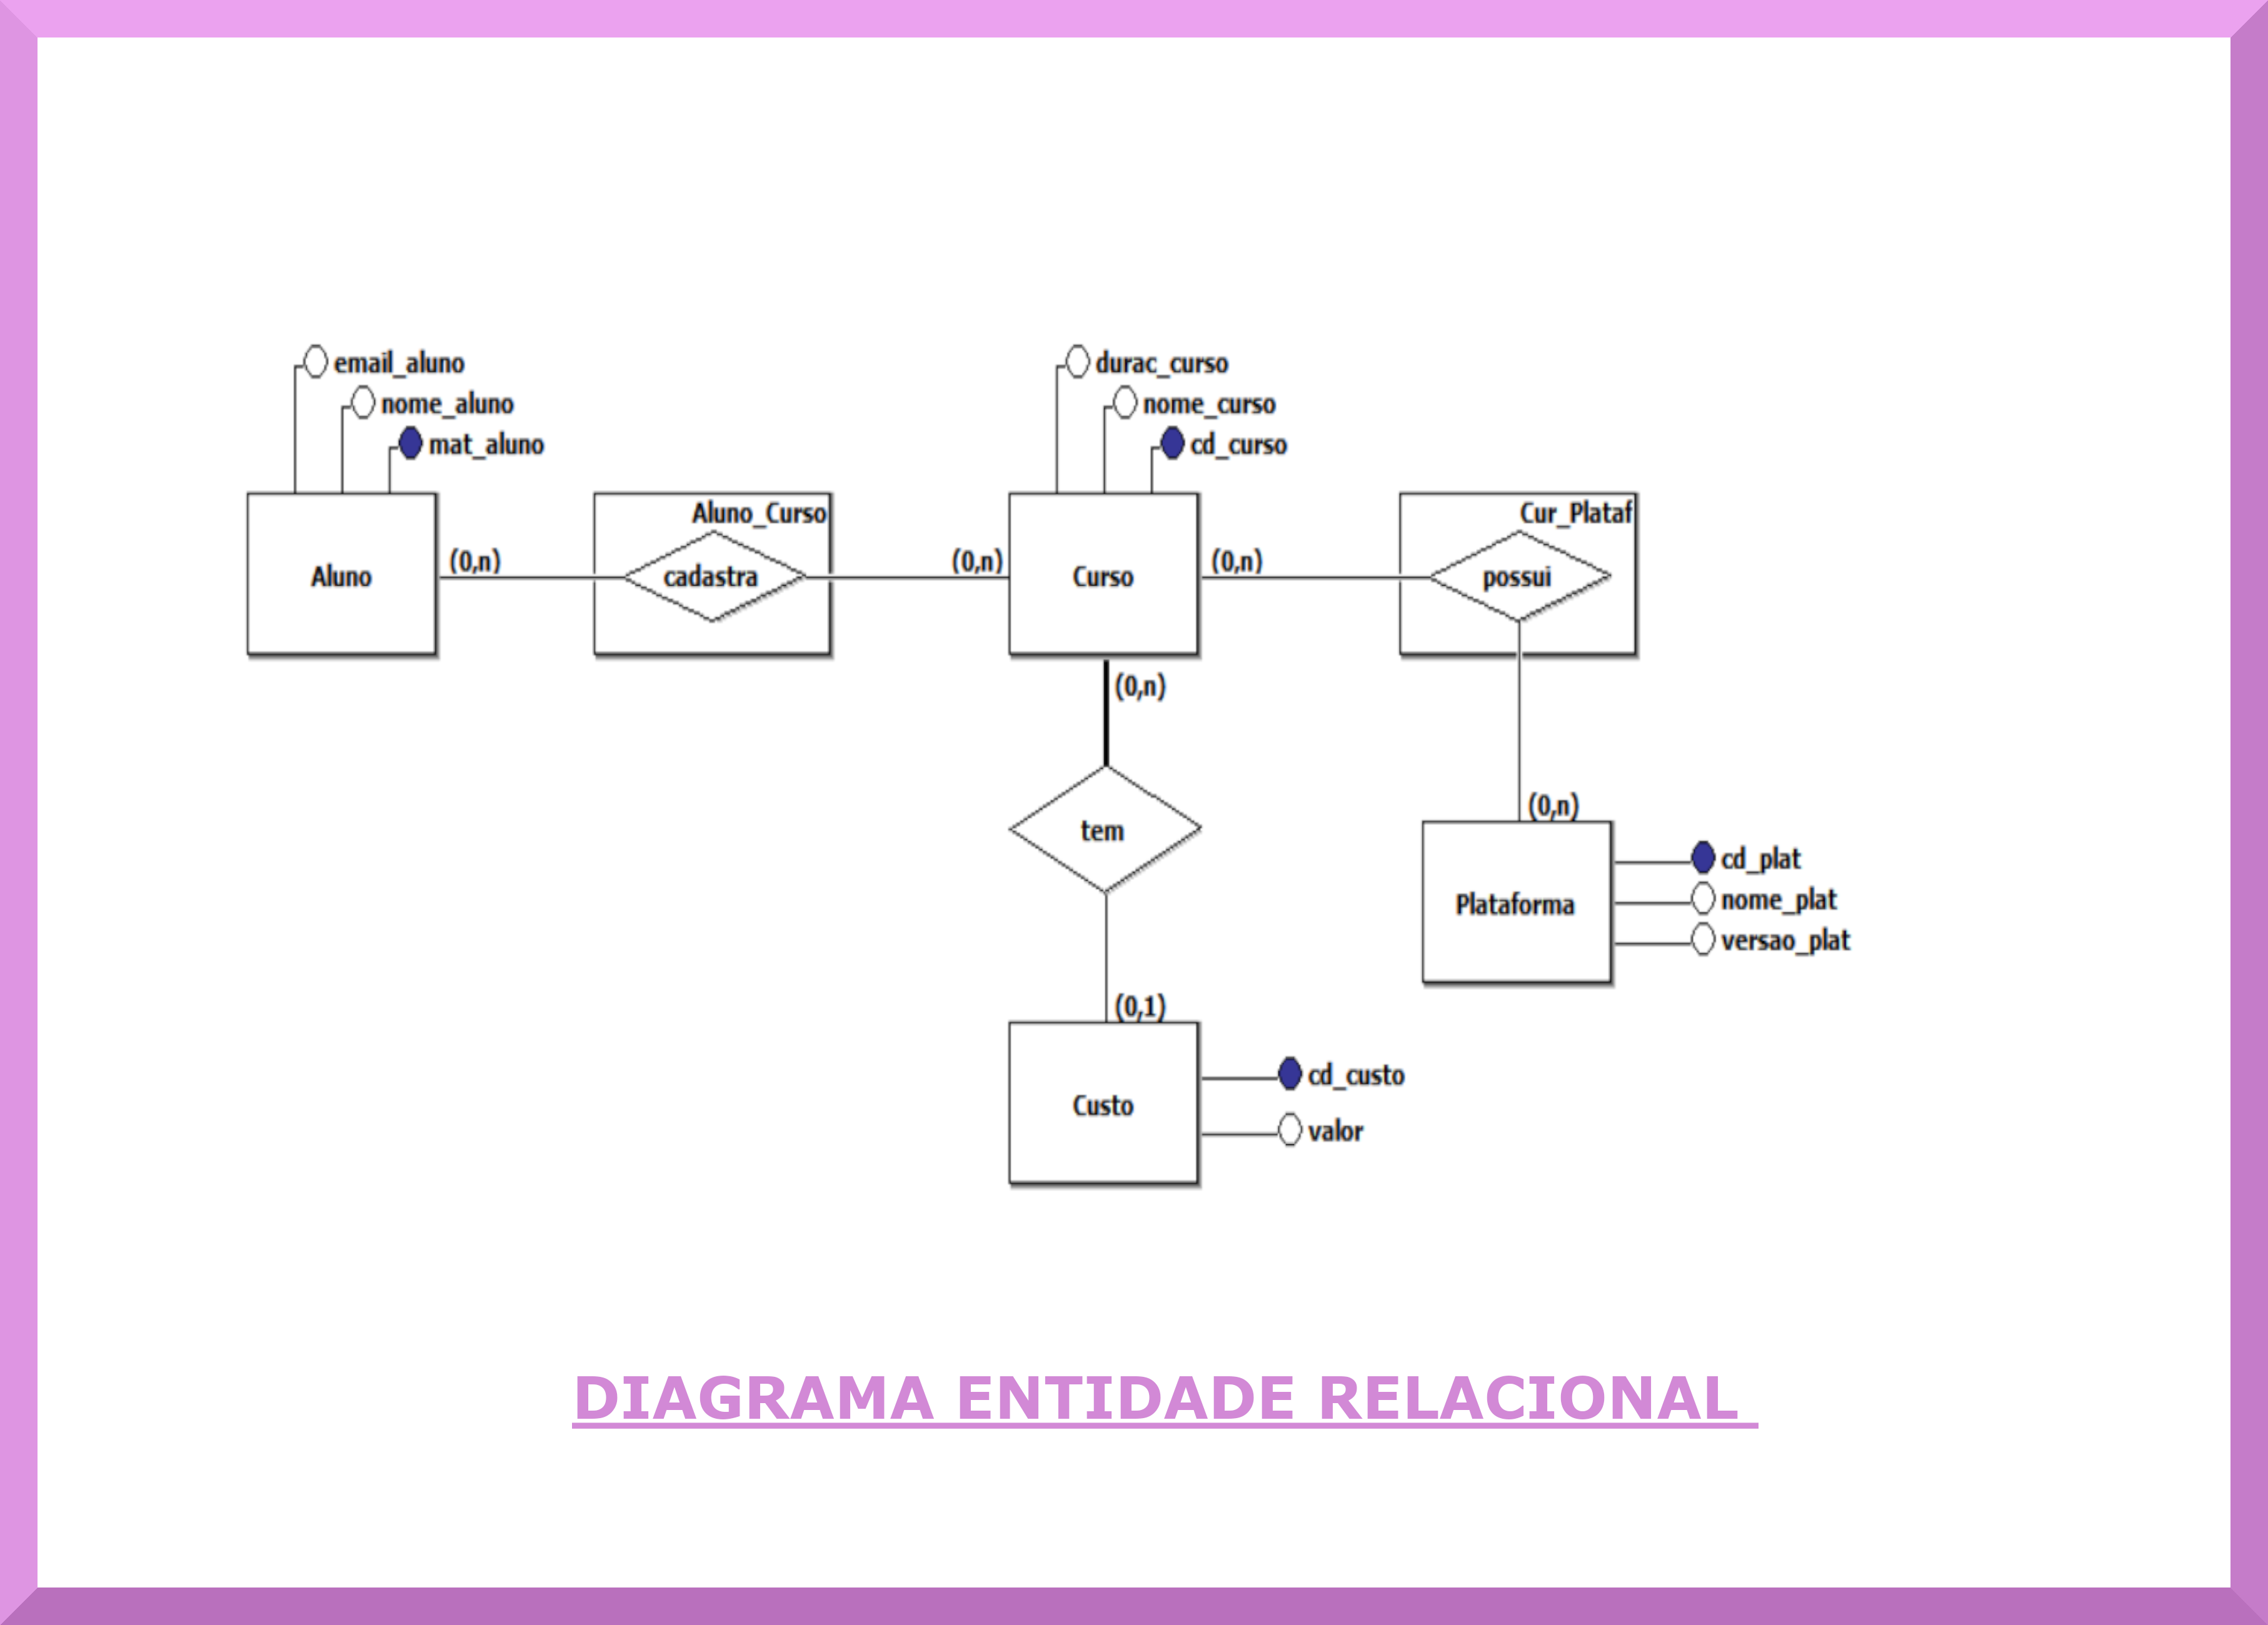 email_aluno
nome_aluno
mat_aluno
durac_curso
nome_curso
cd_curso
Aluno
(0,n)
Aluno_Curso
cadastra
(0,n)
Curso
(0,n)
Cur_Plataf
possui
(0,n)
tem
(0,n)
Plataforma
cd_plat
nome_plat
versao_plat
(0,1)
Custo
cd_custo
valor
DIAGRAMA ENTIDADE RELACIONAL